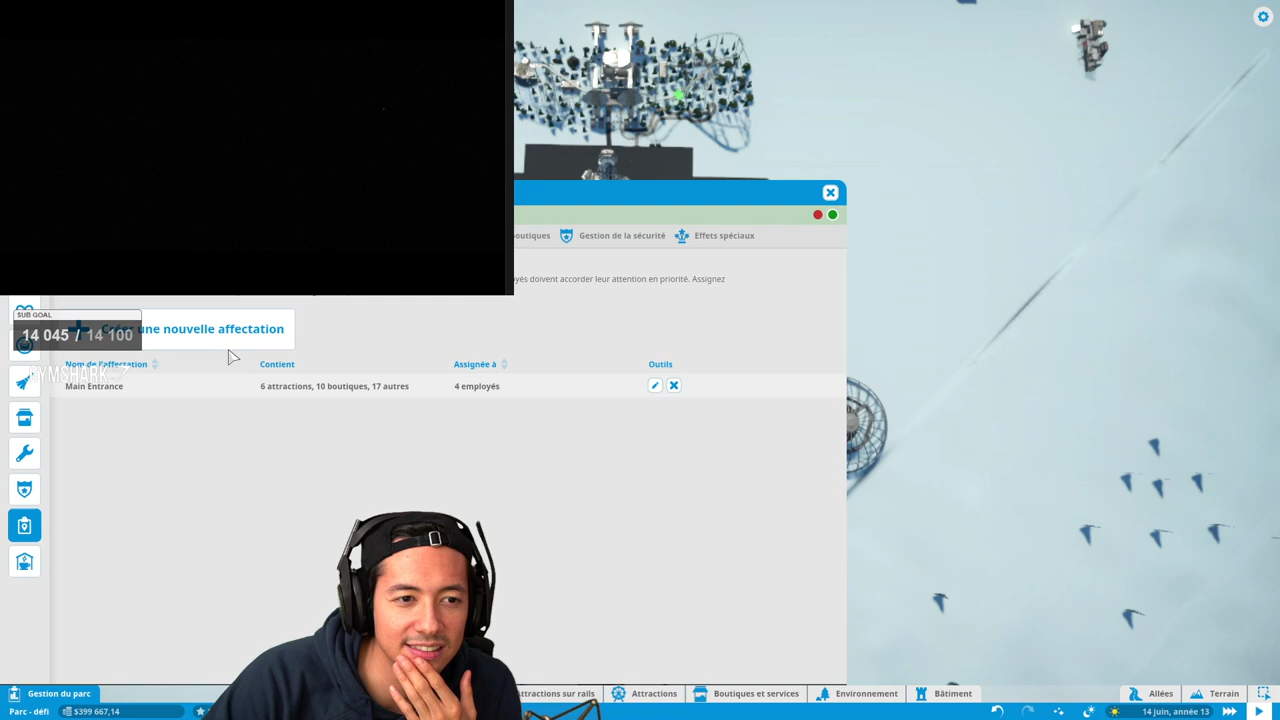 outiques Gestion de la sécurité Effets spéciaux
yés doivent accorder leur attention en priorité. Assignez
SUB GOAL
14 045 / 14 100
une nouvelle affectation
Nom de l'affectation Contient Assignée à Outils
GYMSHARK
Main Entrance 6 attractions, 10 boutiques, 17 autres 4 employés
Gestion du parc ttractions sur rails Attractions Boutiques et services Environnement Bâtiment Allées Terrain
Parc - défi $399 667,14 14 juin, année 13